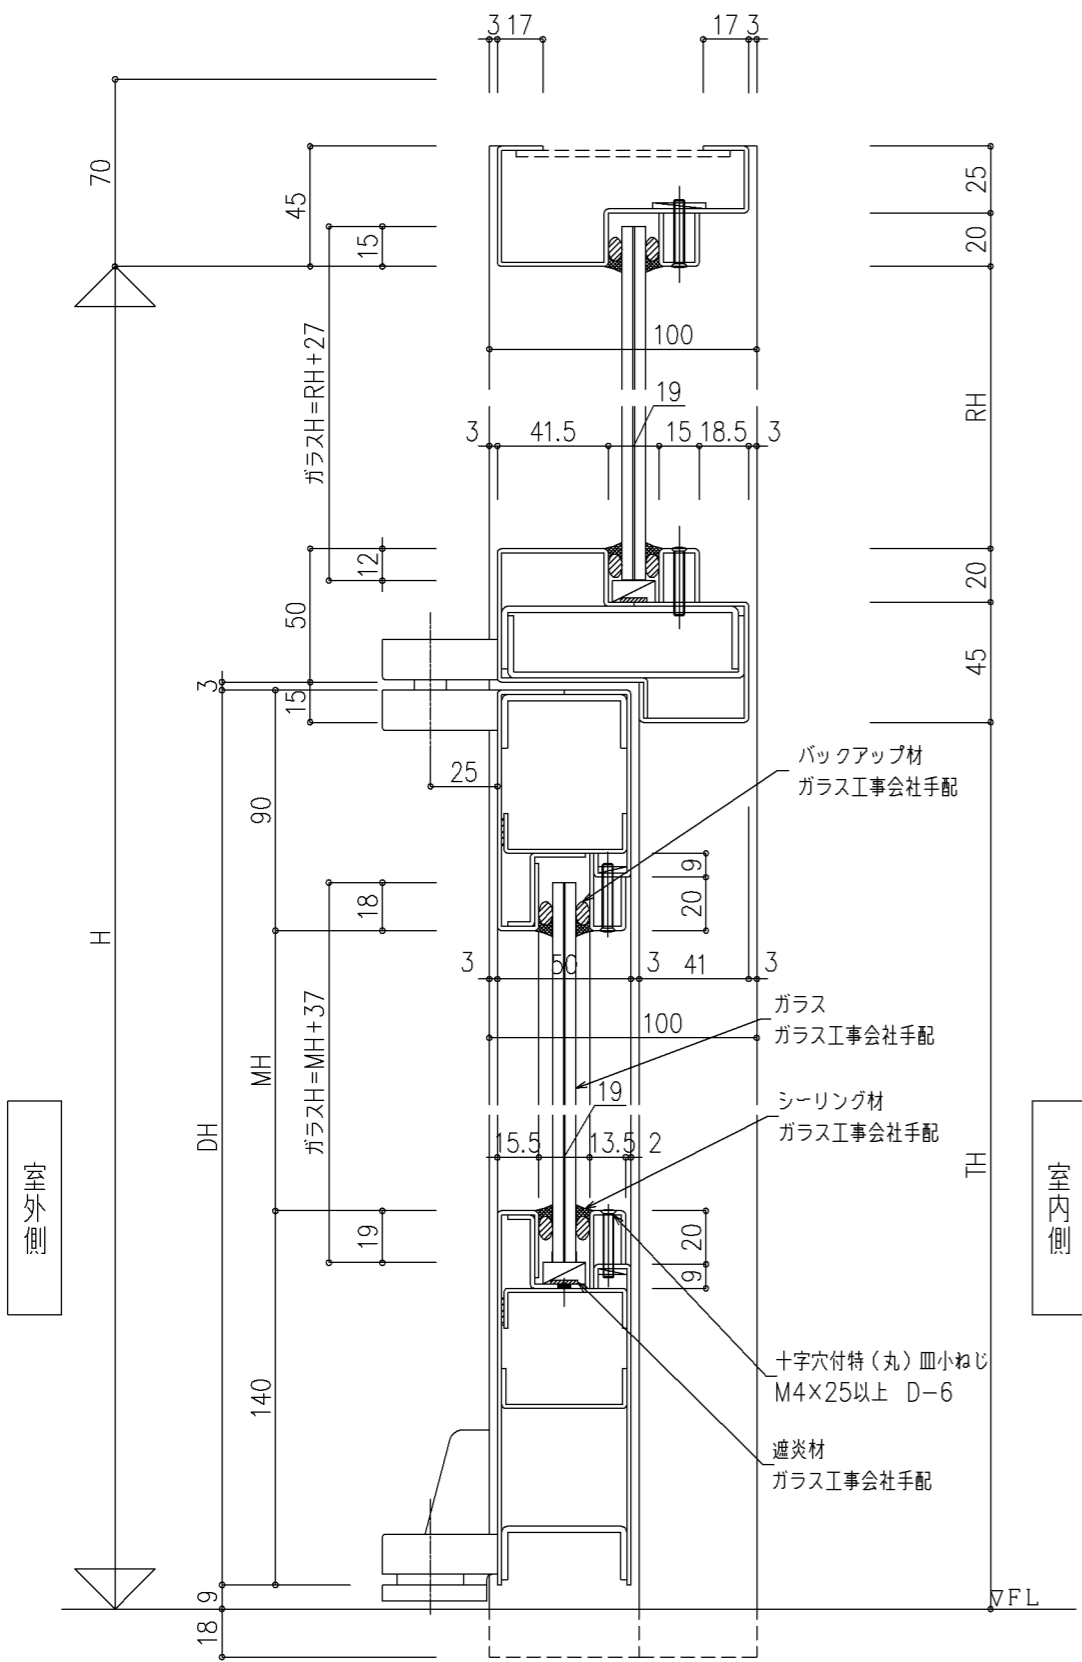 3 17
17 3
70
45
15
25
20
ガラスH=RH+27
100
19
3 41.5 15 18.5 3
RH
12
50
20
3
15
45
25
バックアップ材
ガラス工事会社手配
90
9
20
18
H
3 50 3 41 3
ガラス
ガラス工事会社手配
100
MH
ガラスH=MH+37
シーリング材
ガラス工事会社手配
19
DH
15.5 13.5 2
TH
室外側
室内側
19
20
9
十字穴付特(丸)皿小ねじ
M4×25以上 D-6
140
遮炎材
ガラス工事会社手配
9
▽FL
18